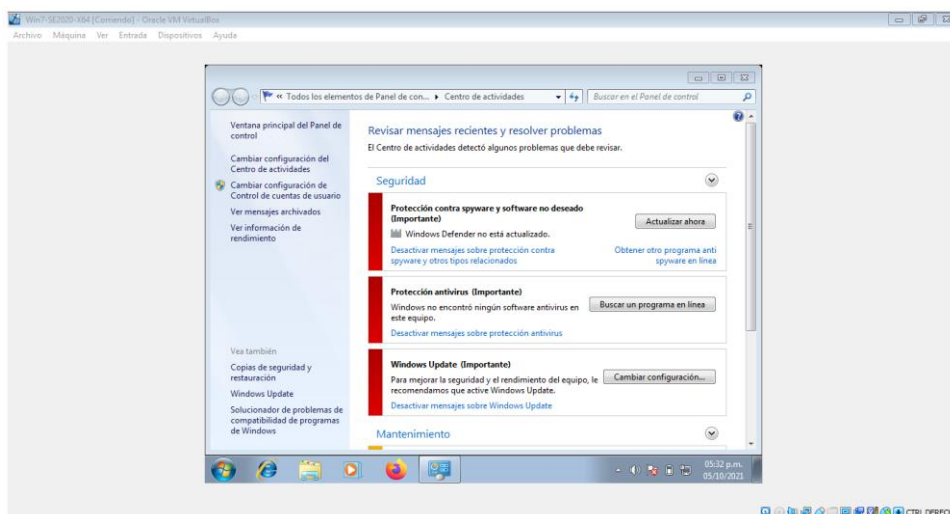 Win7-SE2020-X64 [Corriendo] - Oracle VM VirtualBox
Archivo Máquina Ver Entrada Dispositivos Ayuda
« Todos los elementos de Panel de con... Centro de actividades
Buscar en el Panel de control
Ventana principal del Panel de
control
Cambiar configuración del
Centro de actividades
Cambiar configuración de
Control de cuentas de usuario
Ver mensajes archivados
Ver información de
rendimiento
Vea también
Copias de seguridad y
restauración
Windows Update
Solucionador de problemas de
compatibilidad de programas
de Windows
Revisar mensajes recientes y resolver problemas
El Centro de actividades detectó algunos problemas que debe revisar.
Seguridad
Protección contra spyware y software no deseado
(Importante)
Windows Defender no está actualizado.
Actualizar ahora
Desactivar mensajes sobre protección contra
spyware y otros tipos relacionados
Obtener otro programa anti
spyware en línea
Protección antivirus (Importante)
Windows no encontró ningún software antivirus en
este equipo.
Buscar un programa en línea
Desactivar mensajes sobre protección antivirus
Windows Update (Importante)
Para mejorar la seguridad y el rendimiento del equipo, le
recomendamos que active Windows Update.
Cambiar configuración...
Desactivar mensajes sobre Windows Update
Mantenimiento
05:32 p.m.
05/10/2021
CTRL DEREC